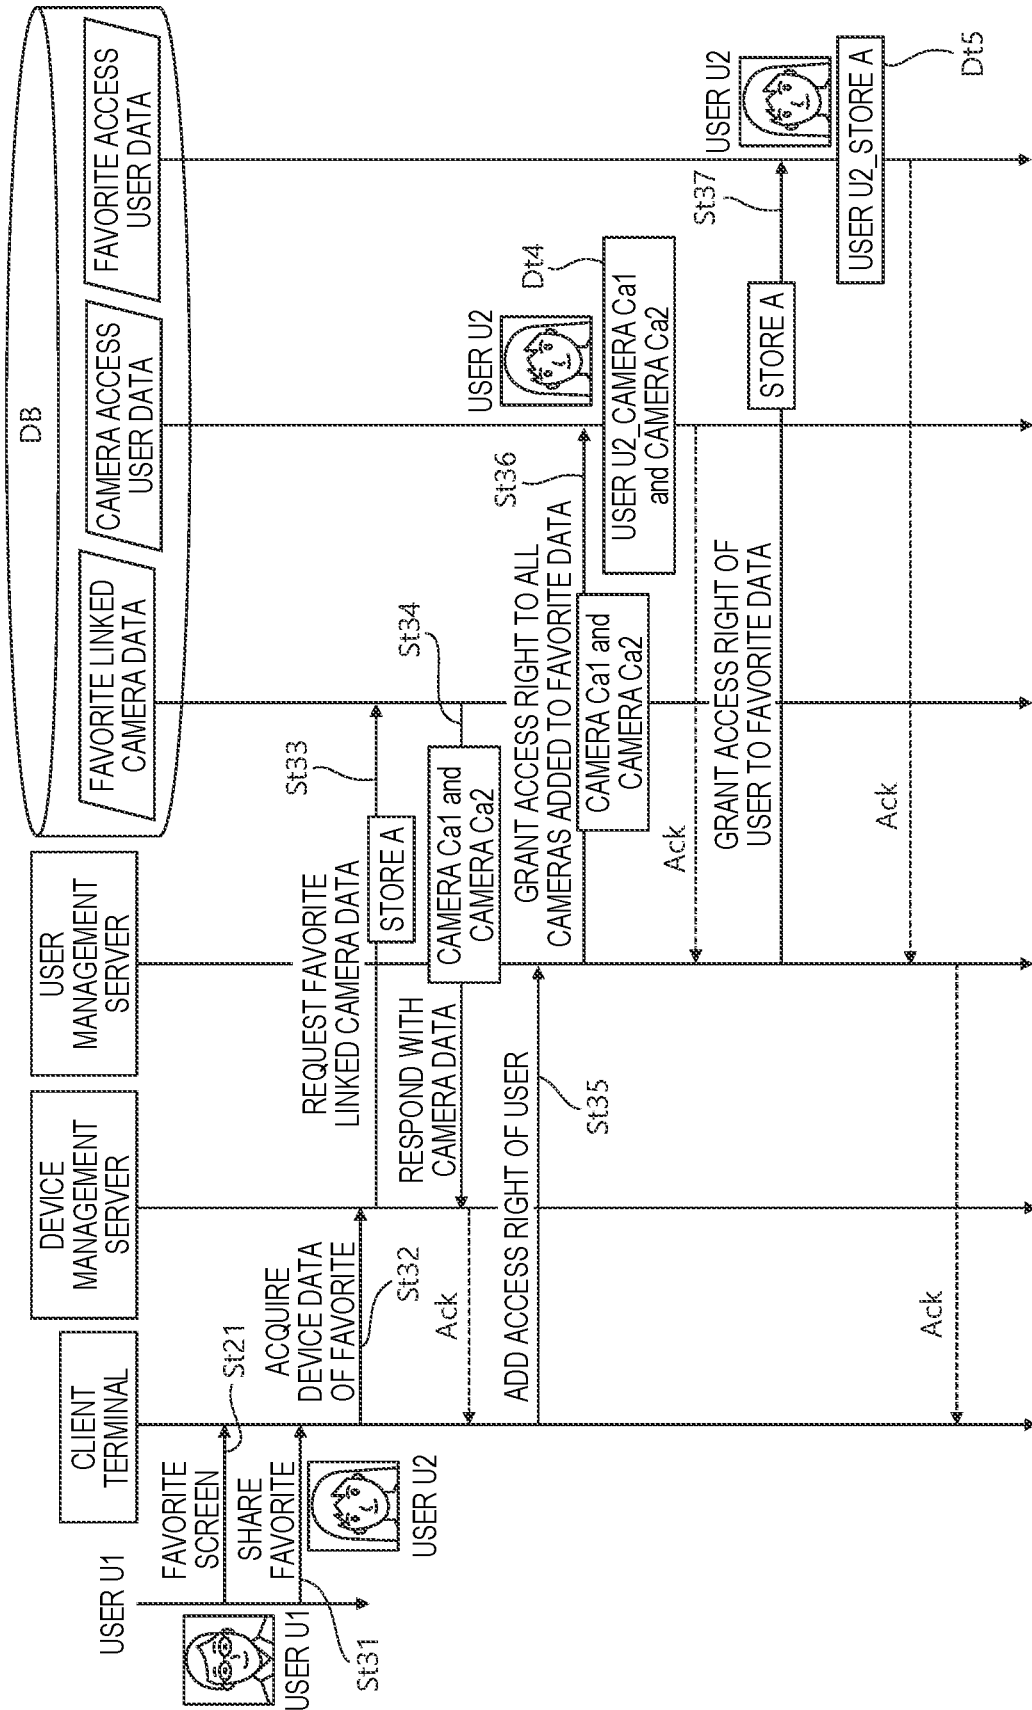 DB
FAVORITE LINKED
CAMERA DATA
CAMERA ACCESS
USER DATA
FAVORITE ACCESS
USER DATA
USER U1
CLIENT
TERMINAL
DEVICE
MANAGEMENT
SERVER
USER
MANAGEMENT
SERVER
FAVORITE
SCREEN
St21
USER U1
SHARE
FAVORITE
St31
USER U2
ACQUIRE
DEVICE DATA
OF FAVORITE
St32
REQUEST FAVORITE
LINKED CAMERA DATA
STORE A
St33
RESPOND WITH
CAMERA DATA
CAMERA Ca1 and
CAMERA Ca2
St34
Ack
ADD ACCESS RIGHT OF USER
St35
GRANT ACCESS RIGHT TO ALL
CAMERAS ADDED TO FAVORITE DATA
CAMERA Ca1 and
CAMERA Ca2
St36
USER U2
USER U2_CAMERA Ca1
and CAMERA Ca2
Dt4
Ack
GRANT ACCESS RIGHT OF
USER TO FAVORITE DATA
STORE A
St37
USER U2
USER U2_STORE A
Dt5
Ack
Ack